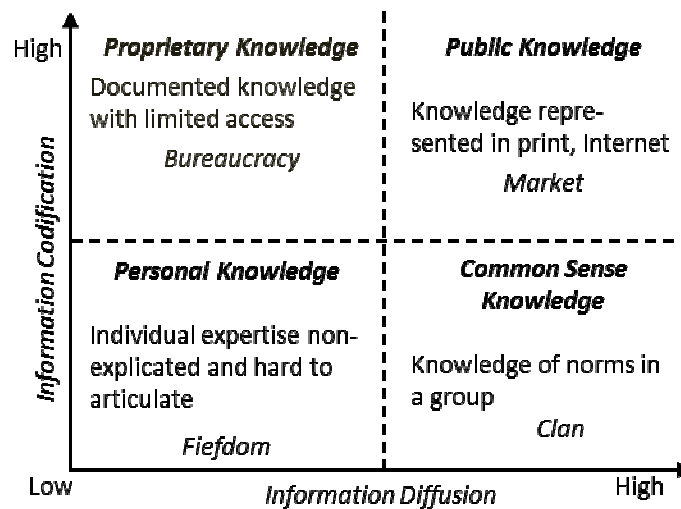 High
Proprietary Knowledge
Documented knowledge
with limited access
Bureaucracy
Public Knowledge
Knowledge repre-
sented in print, Internet
Market
Information Codification
Personal Knowledge
Individual expertise non-
explicated and hard to
articulate
Fiefdom
Common Sense
Knowledge
Knowledge of norms in
a group
Clan
Low
Information Diffusion
High